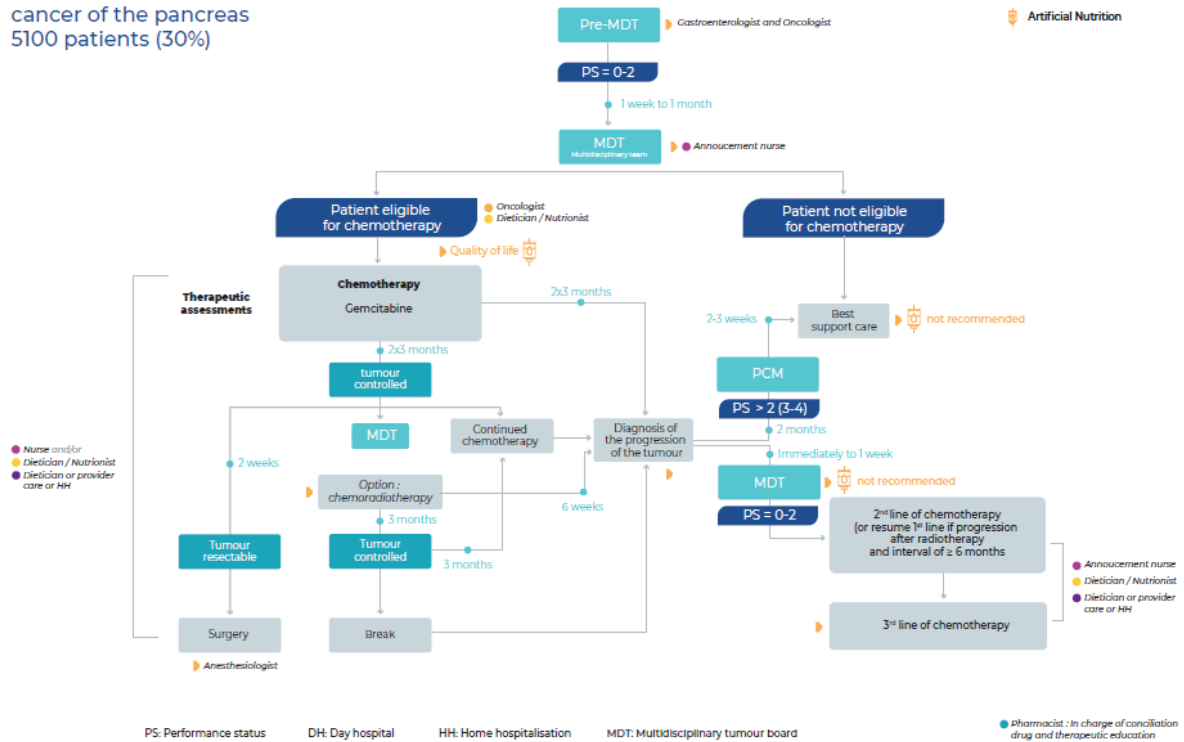 cancer of the pancreas
5100 patients (30%)
Pre-MDT
Gastroenterologist and Oncologist
Artificial Nutrition
PS = 0-2
1 week to 1 month
MDT
Multidisciplinary team
Annoucement nurse
Patient eligible
for chemotherapy
Oncologist
Dietician / Nutrionist
Patient not eligible
for chemotherapy
Quality of life
Therapeutic
assessments
Chemotherapy
Gemcitabine
2x3 months
2x3 months
tumour
controlled
2-3 weeks
Best
support care
not recommended
PCM
PS > 2 (3-4)
2 months
MDT
Continued
chemotherapy
Diagnosis of
the progression
of the tumour
Immediately to 1 week
MDT
not recommended
PS = 0-2
Nurse and/or
Dietician / Nutrionist
Dietician or provider
care or HH
2 weeks
Option :
chemoradiotherapy
6 weeks
3 months
Tumour
resectable
Tumour
controlled
3 months
2nd line of chemotherapy
(or resume 1st line if progression
after radiotherapy
and interval of ≥ 6 months
Annoucement nurse
Dietician / Nutrionist
Dietician or provider
care or HH
Surgery
Break
3rd line of chemotherapy
Anesthesiologist
PS: Performance status
DH: Day hospital
HH: Home hospitalisation
MDT: Multidisciplinary tumour board
Pharmacist : In charge of conciliation
drug and therapeutic education